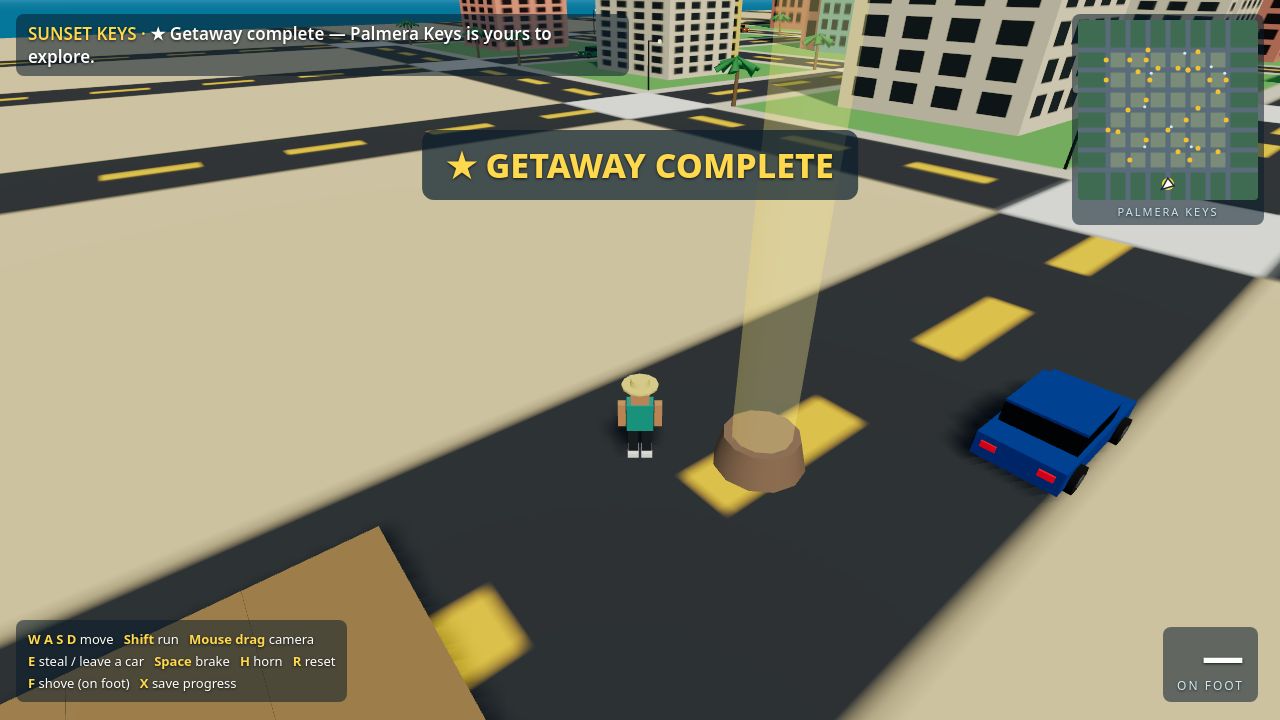 SUNSET KEYS · ★ Getaway complete — Palmera Keys is yours to
explore.
★ GETAWAY COMPLETE
PALMERA KEYS
W A S D move Shift run Mouse drag camera
E steal / leave a car Space brake H horn R reset
F shove (on foot) X save progress
—
ON FOOT